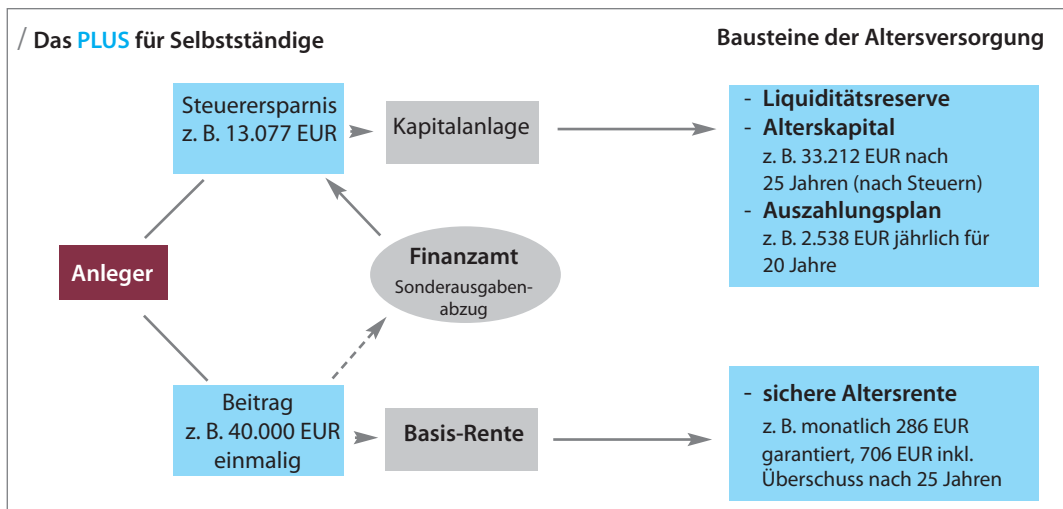 / Das PLUS für Selbstständige
Bausteine der Altersversorgung
Steuerersparnis
z. B. 13.077 EUR
Kapitalanlage
- Liquiditätsreserve
- Alterskapital
z. B. 33.212 EUR nach
25 Jahren (nach Steuern)
- Auszahlungsplan
z. B. 2.538 EUR jährlich für
20 Jahre
Anleger
Finanzamt
Sonderausgaben-
abzug
Beitrag
z. B. 40.000 EUR
einmalig
Basis-Rente
- sichere Altersrente
z. B. monatlich 286 EUR
garantiert, 706 EUR inkl.
Überschuss nach 25 Jahren